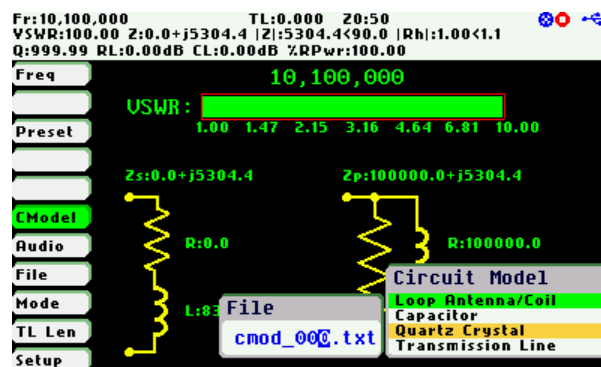 Fr:10,100,000 TL:0.000 Z0:50
VSWR:100.00 Z:0.0+j5304.4 |Z|:5304.4<90.0 |Rh|:1.00<1.1
Q:999.99 RL:0.00dB CL:0.00dB %RPwr:100.00
Freq
10,100,000
VSWR:
1.00 1.47 2.15 3.16 4.64 6.81 10.00
Preset
Zs:0.0+j5304.4 Zp:100000.0+j5304.4
CModel
Audio
R:0.0 R:100000.0
File
Mode
TL Len
Setup
L:83
File
cmod_000.txt
Circuit Model
Loop Antenna/Coil
Capacitor
Quartz Crystal
Transmission Line